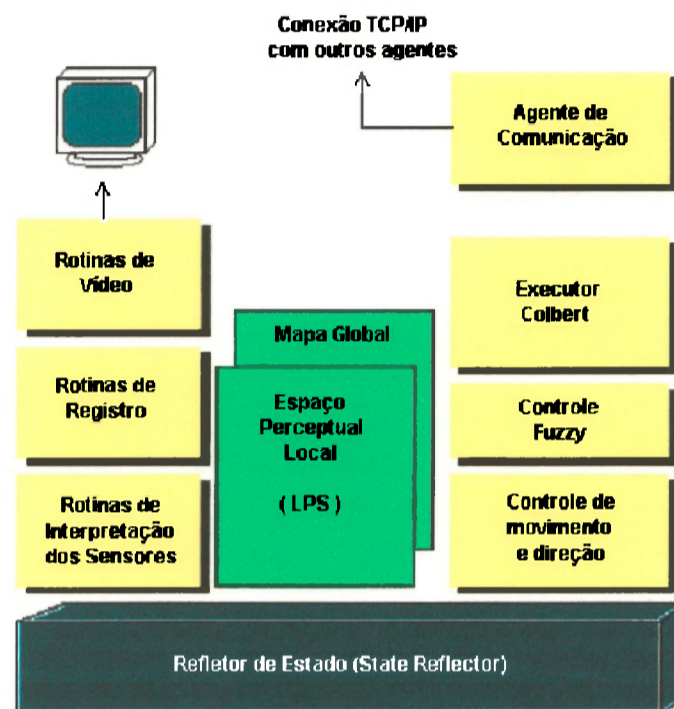 Conexão TCP/IP
com outros agentes
Agente de
Comunicação
Rotinas de
Vídeo
Executor
Colbert
Mapa Global
Rotinas de
Registro
Espaço
Perceptual
Local
( LPS )
Controle
Fuzzy
Rotinas de
Interpretação
dos Sensores
Controle de
movimento
e direção
Refletor de Estado (State Reflector)